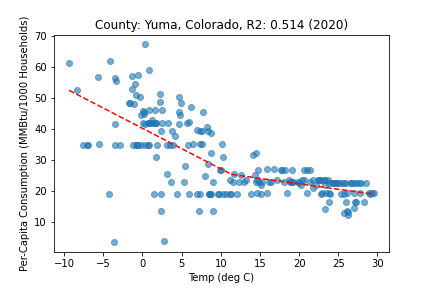 County: Yuma, Colorado, R2: 0.514 (2020)
Per-Capita Consumption (MMBtu/1000 Households)
70
60
50
40
30
20
10
−10 −5 0 5 10 15 20 25 30
Temp (deg C)